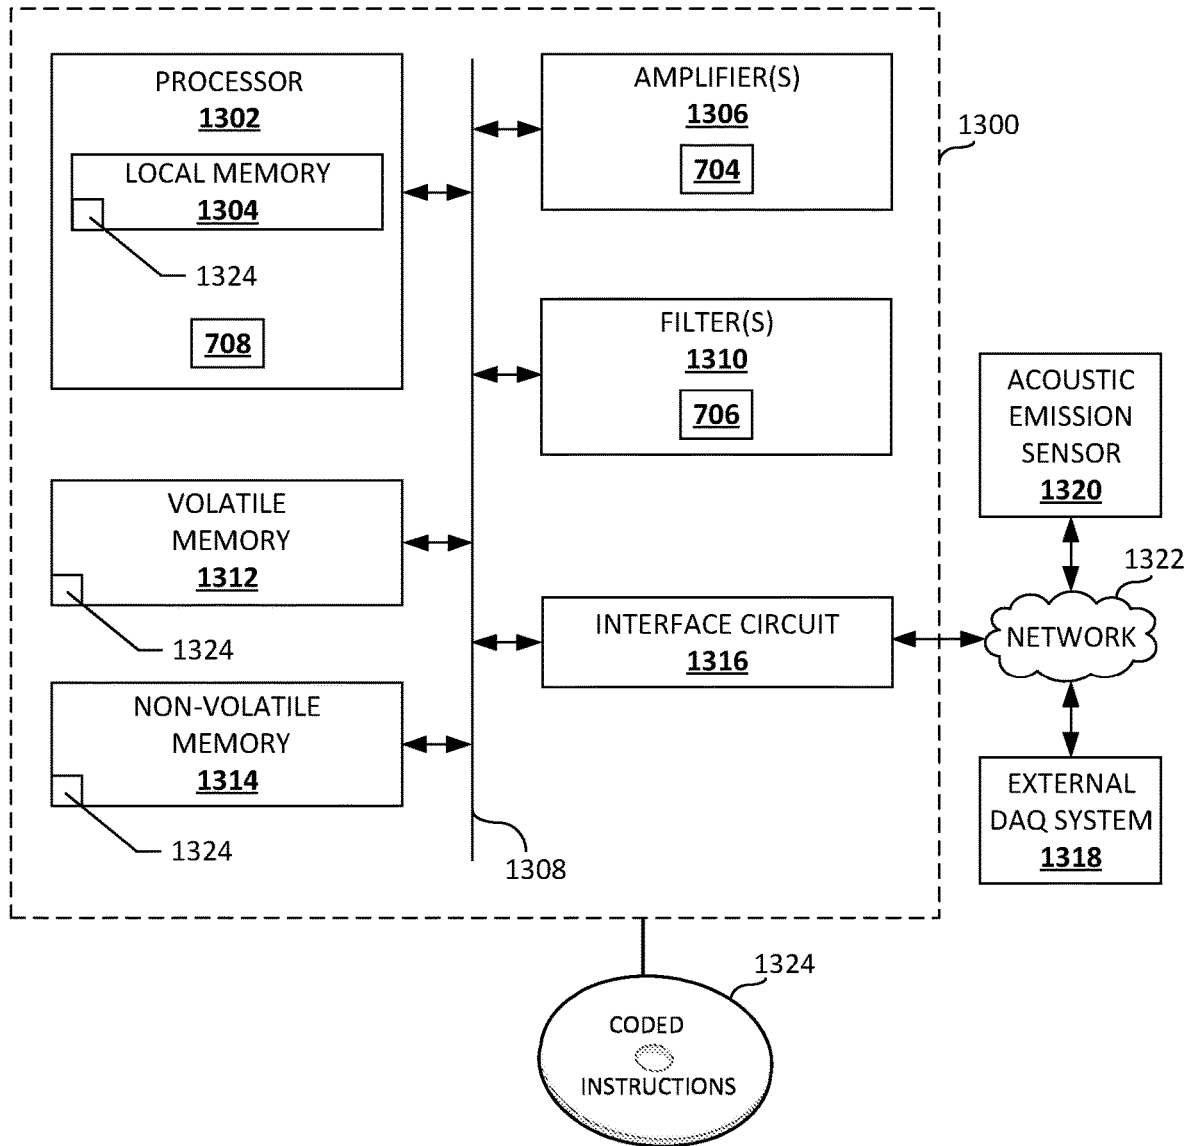 PROCESSOR
1302
LOCAL MEMORY
1304
1324
708
AMPLIFIER(S)
1306
704
1300
FILTER(S)
1310
706
ACOUSTIC
EMISSION
SENSOR
1320
VOLATILE
MEMORY
1312
1324
INTERFACE CIRCUIT
1316
1322
NETWORK
NON-VOLATILE
MEMORY
1314
1324
1308
EXTERNAL
DAQ SYSTEM
1318
1324
CODED
INSTRUCTIONS